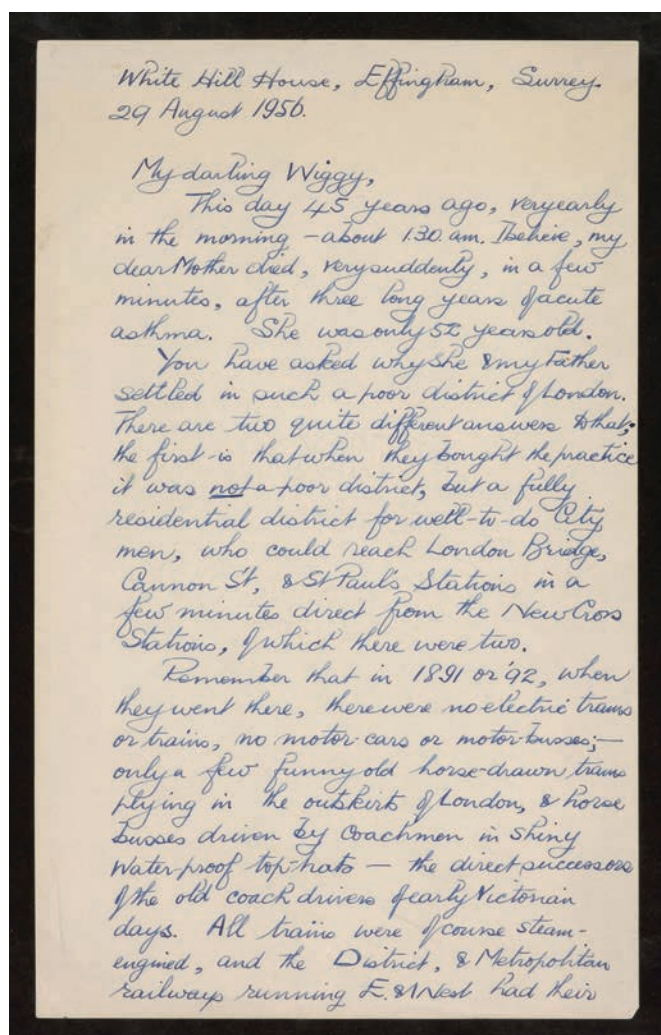 White Hill House, Effingham, Surrey.
29 August 1956.
My darling Wiggy,
This day 45 years ago, very early
in the morning – about 1.30. am. I believe, my
dear Mother died, very suddenly, in a few
minutes, after three long years of acute
asthma. She was only 52 years old.
You have asked why she & my Father
settled in such a poor district of London.
There are two quite different answers to that;
the first is that when they bought the practice
it was not a poor district, but a fully
residential district for well-to-do City
men, who could reach London Bridge,
Cannon St, & St Paul's Stations in a
few minutes direct from the New Cross
Stations, of which there were two.
Remember that in 1891 or '92, when
they went there, there were no electric trams
or trains, no motor-cars or motor-busses; —
only a few funny old horse-drawn trams
plying in the outskirts of London, & horse
busses driven by Coachmen in shiny
Water-proof top-hats — the direct successors
of the old coach drivers of early Victorian
days. All trains were of course steam-
engined, and the District, & Metropolitan
railways running E. & West had their